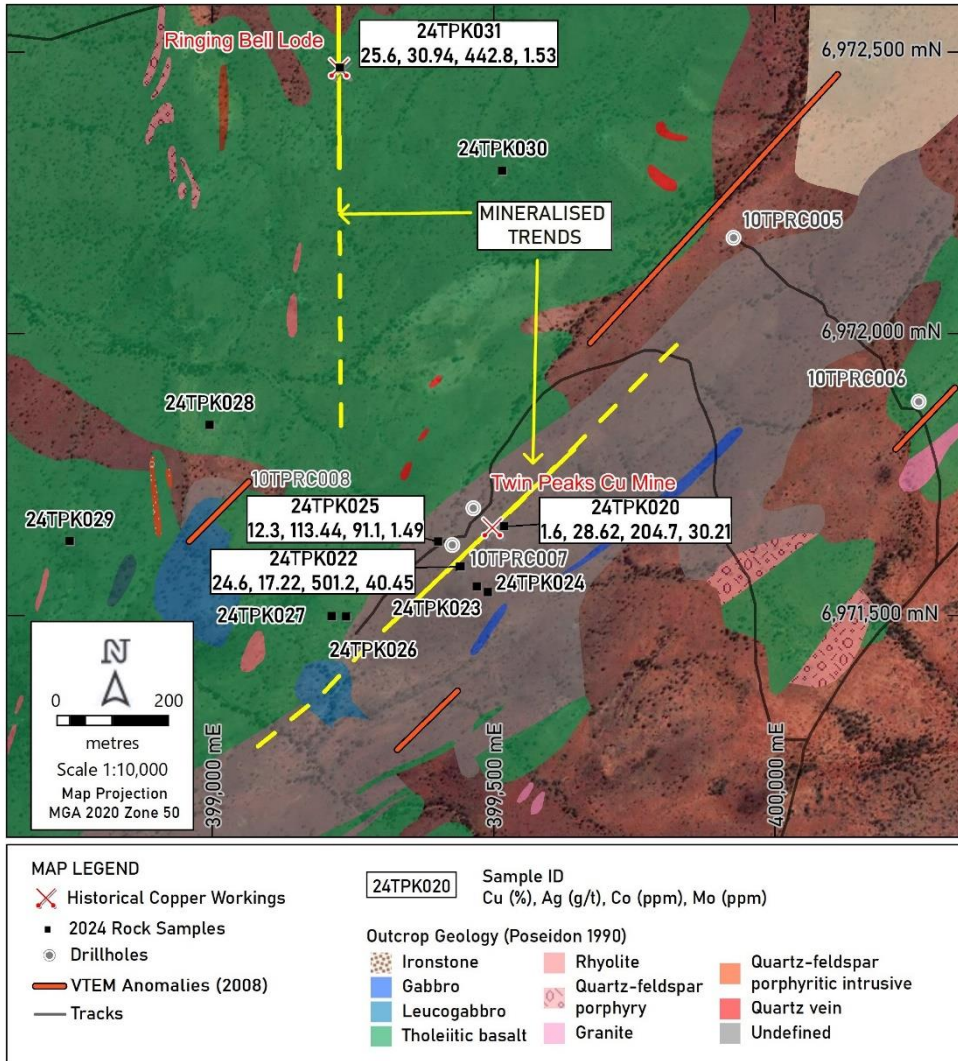 Ringing Bell Lode
24TPK031
25.6, 30.94, 442.8, 1.53
6,972,500 mN
24TPK030
MINERALISED
TRENDS
10TPRC005
6,972,000 mN
10TPRC006
24TPK028
10TPRC008
Twin Peaks Cu Mine
24TPK025
12.3, 113.44, 91.1, 1.49
24TPK020
1.6, 28.62, 204.7, 30.21
24TPK029
24TPK022
24.6, 17.22, 501.2, 40.45
10TPRC007
24TPK024
24TPK023
24TPK027
24TPK026
6,971,500 mN
N
0 200
metres
Scale 1:10,000
Map Projection
MGA 2020 Zone 50
399,000 mE
399,500 mE
400,000 mE
MAP LEGEND
Historical Copper Workings
2024 Rock Samples
Drillholes
VTEM Anomalies (2008)
Tracks
24TPK020
Sample ID
Cu (%), Ag (g/t), Co (ppm), Mo (ppm)
Outcrop Geology (Poseidon 1990)
Ironstone
Gabbro
Leucogabbro
Tholeiitic basalt
Rhyolite
Quartz-feldspar
porphyry
Granite
Quartz-feldspar
porphyritic intrusive
Quartz vein
Undefined